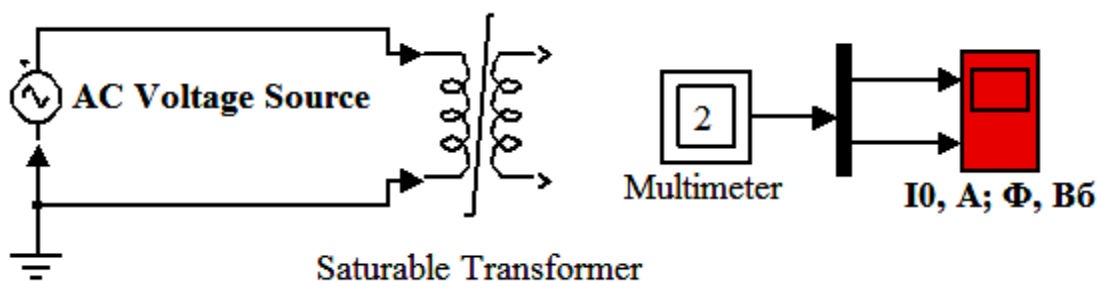 AC Voltage Source
2
Multimeter
I0, А; Ф, Вб
Saturable Transformer